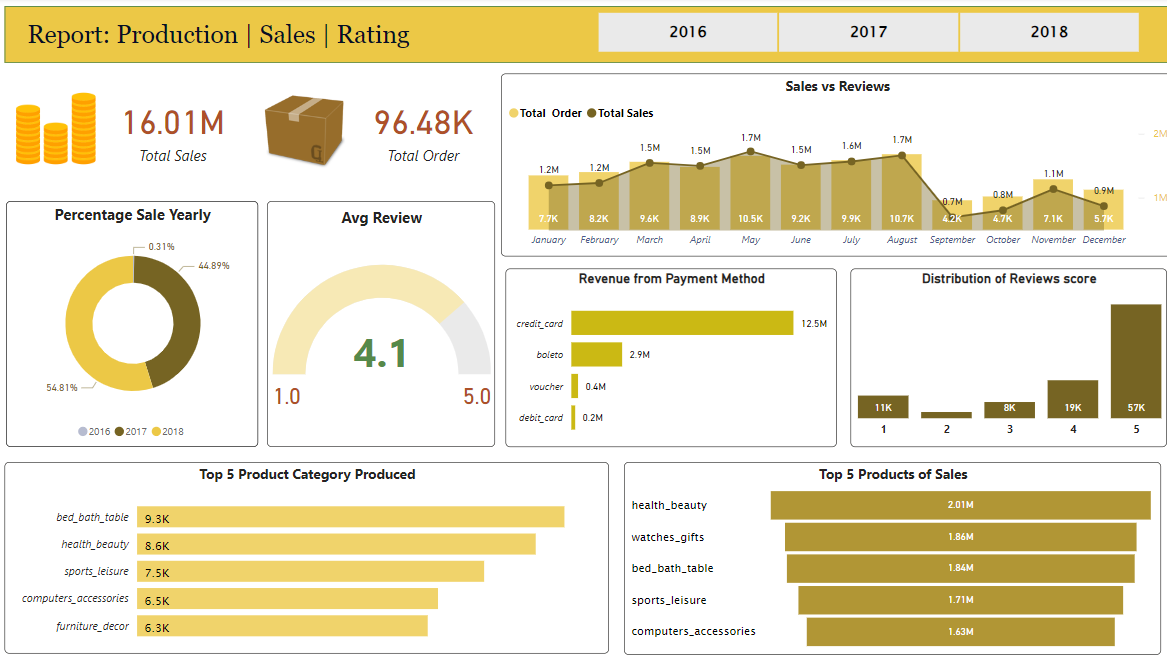 Report: Production | Sales | Rating
2016
2017
2018
16.01M
Total Sales
G
96.48K
Total Order
Sales vs Reviews
Total Order Total Sales
2M
1M
1.2M 1.2M 1.5M 1.5M 1.7M 1.5M 1.6M 1.7M 0.7M 0.8M 1.1M 0.9M
7.7K 8.2K 9.6K 8.9K 10.5K 9.2K 9.9K 10.7K 4.2K 4.7K 7.1K 5.7K
January February March April May June July August September October November December
Percentage Sale Yearly
0.31%
44.89%
54.81%
2016 2017 2018
Avg Review
4.1
1.0 5.0
Revenue from Payment Method
credit_card 12.5M
boleto 2.9M
voucher 0.4M
debit_card 0.2M
Distribution of Reviews score
11K 8K 19K 57K
1 2 3 4 5
Top 5 Product Category Produced
bed_bath_table 9.3K
health_beauty 8.6K
sports_leisure 7.5K
computers_accessories 6.5K
furniture_decor 6.3K
Top 5 Products of Sales
health_beauty 2.01M
watches_gifts 1.86M
bed_bath_table 1.84M
sports_leisure 1.71M
computers_accessories 1.63M